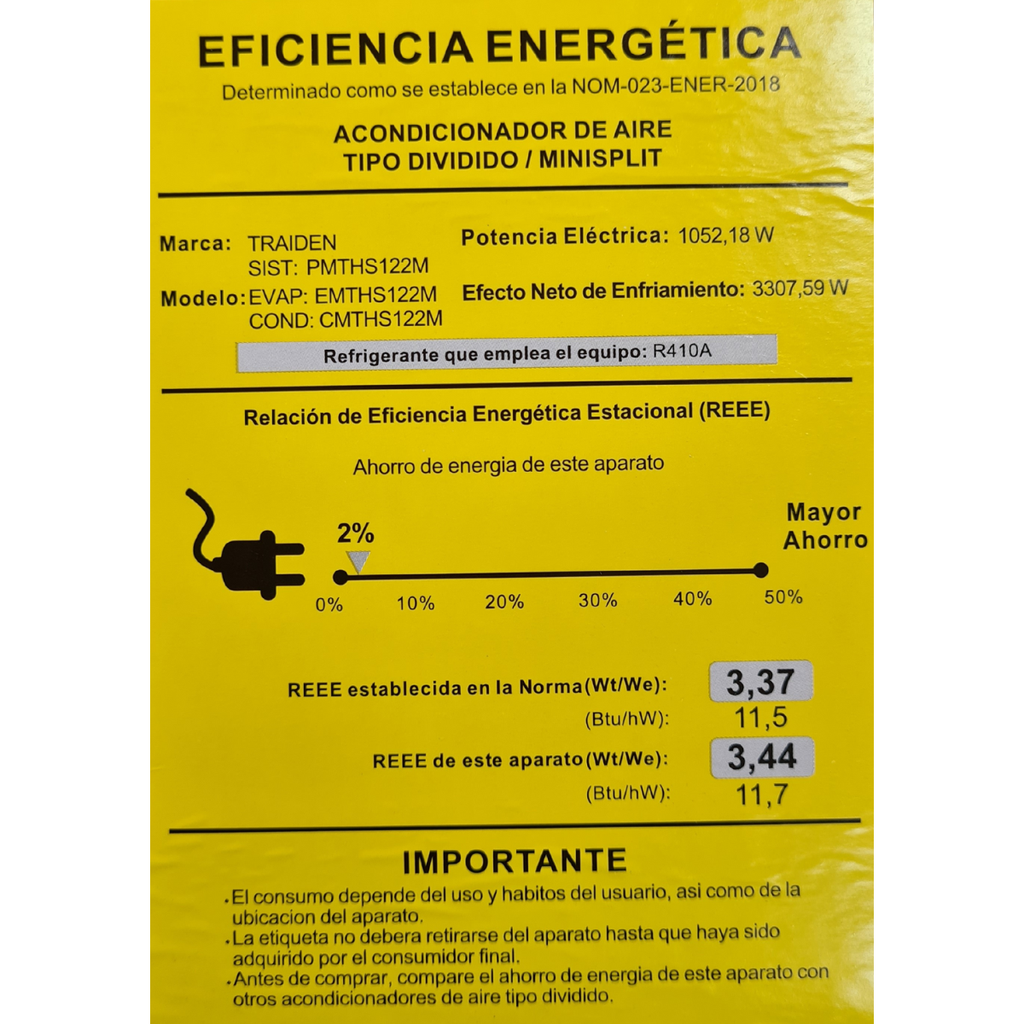 EFICIENCIA ENERGÉTICA
Determinado como se establece en la NOM-023-ENER-2018
ACONDICIONADOR DE AIRE
TIPO DIVIDIDO / MINISPLIT
Marca: TRAIDEN
Potencia Eléctrica: 1052,18 W
SIST: PMTHS122M
Modelo: EVAP: EMTHS122M
Efecto Neto de Enfriamiento: 3307,59 W
COND: CMTHS122M
Refrigerante que emplea el equipo: R410A
Relación de Eficiencia Energética Estacional (REEE)
Ahorro de energia de este aparato
Mayor
Ahorro
2%
0% 10% 20% 30% 40% 50%
REEE establecida en la Norma (Wt/We): 3,37
(Btu/hW): 11,5
REEE de este aparato (Wt/We): 3,44
(Btu/hW): 11,7
IMPORTANTE
.El consumo depende del uso y habitos del usuario, asi como de la
ubicacion del aparato.
.La etiqueta no debera retirarse del aparato hasta que haya sido
adquirido por el consumidor final.
.Antes de comprar, compare el ahorro de energia de este aparato con
otros acondicionadores de aire tipo dividido.